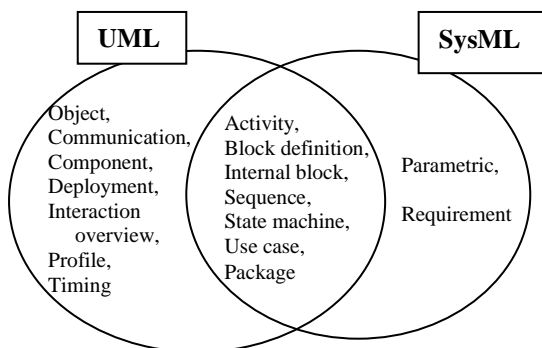 UML
SysML
Object,
Communication,
Component,
Deployment,
Interaction
overview,
Profile,
Timing
Activity,
Block definition,
Internal block,
Sequence,
State machine,
Use case,
Package
Parametric,
Requirement